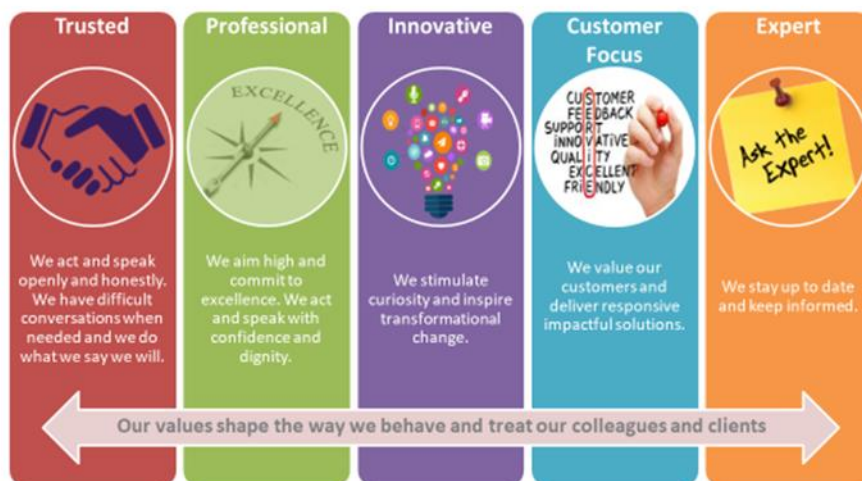 Trusted
EXCELLENCE
We act and speak
openly and honestly.
We have difficult
conversations when
needed and we do
what we say we will.
Professional
We aim high and
commit to
excellence. We act
and speak with
confidence and
dignity.
Innovative
We stimulate
curiosity and inspire
transformational
change.
Customer
Focus
CUSTOMER
FEEDBACK
SUPPORT
iNNOVATIVE
QUALITY
EXCELLENT
FRiENDLY
We value our
customers and
deliver responsive
impactful solutions.
Expert
Ask the
Expert!
We stay up to date
and keep informed.
Our values shape the way we behave and treat our colleagues and clients